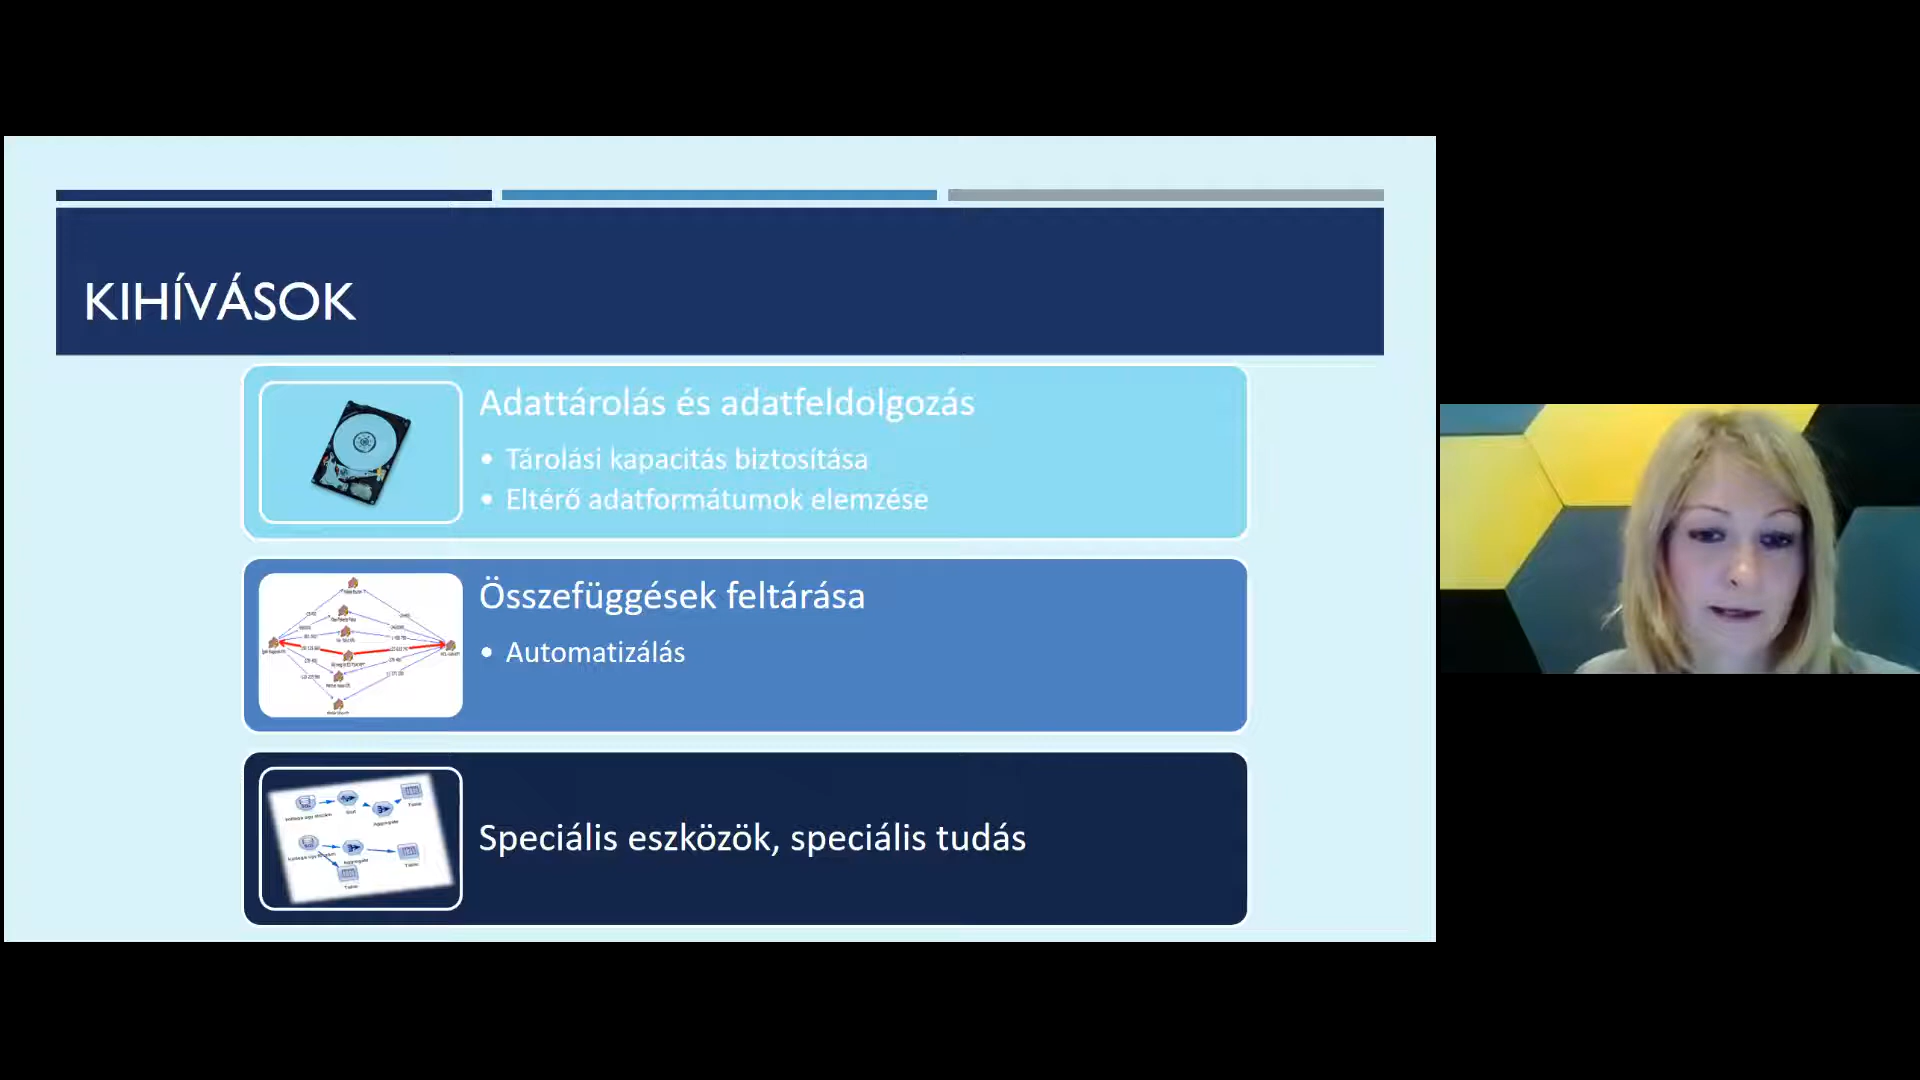 KIHÍVÁSOK
Adattárolás és adatfeldolgozás
• Tárolási kapacitás biztosítása
• Eltérő adatformátumok elemzése
Összefüggések feltárása
• Automatizálás
Speciális eszközök, speciális tudás